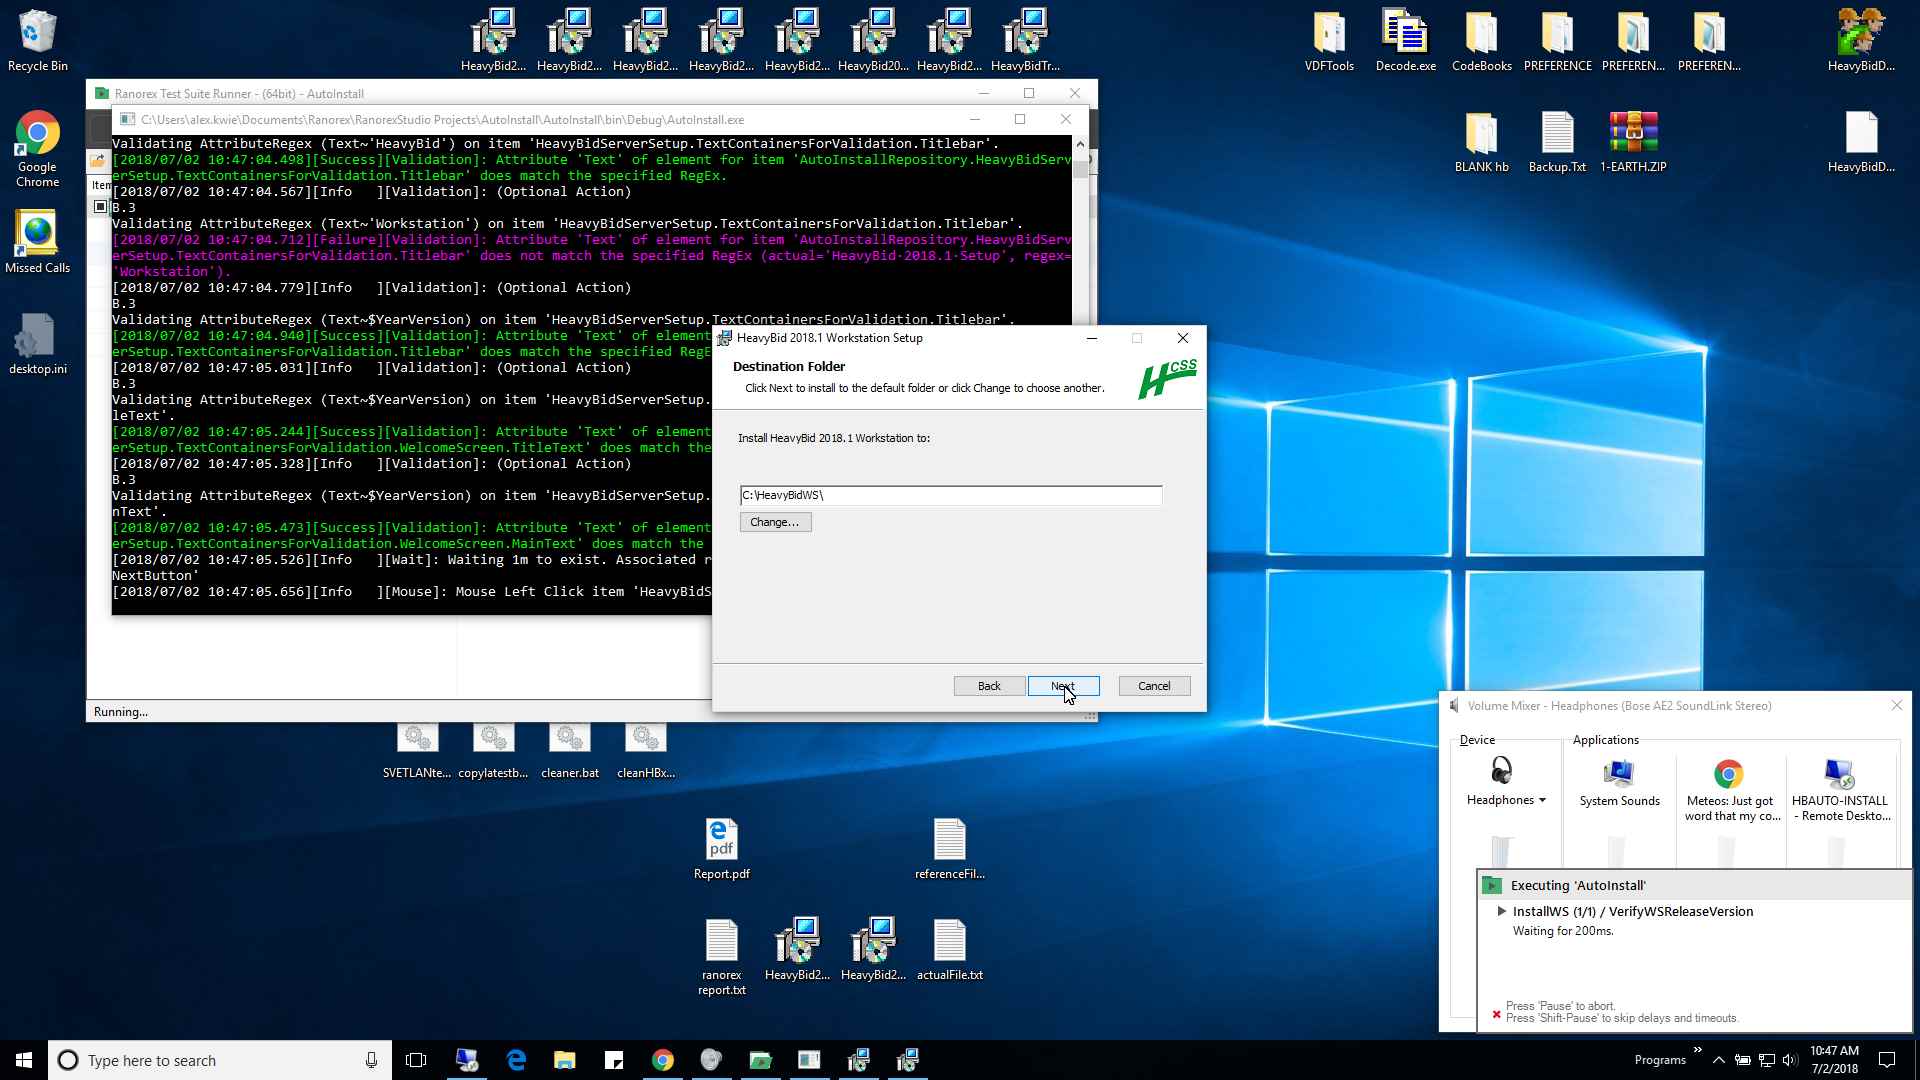 Recycle Bin
Google
Chrome
Missed Calls
desktop.ini
HeavyBid2...
HeavyBid2...
HeavyBid2...
HeavyBid2...
HeavyBid2...
HeavyBid20...
HeavyBid2...
HeavyBidTr...
VDFTools
Decode.exe
CodeBooks
PREFERENCE
PREFEREN...
PREFEREN...
HeavyBidD...
BLANK hb
Backup.Txt
1-EARTH.ZIP
HeavyBidD...
Ranorex Test Suite Runner - (64bit) - AutoInstall
Item
C:\Users\alex.kwie\Documents\Ranorex\RanorexStudio Projects\AutoInstall\AutoInstall\bin\Debug\AutoInstall.exe
Validating AttributeRegex (Text~'HeavyBid') on item 'HeavyBidServerSetup.TextContainersForValidation.Titlebar'.
[2018/07/02 10:47:04.498][Success][Validation]: Attribute 'Text' of element for item 'AutoInstallRepository.HeavyBidServ
erSetup.TextContainersForValidation.Titlebar' does match the specified RegEx.
[2018/07/02 10:47:04.567][Info   ][Validation]: (Optional Action)
B.3
Validating AttributeRegex (Text~'Workstation') on item 'HeavyBidServerSetup.TextContainersForValidation.Titlebar'.
[2018/07/02 10:47:04.712][Failure][Validation]: Attribute 'Text' of element for item 'AutoInstallRepository.HeavyBidServ
erSetup.TextContainersForValidation.Titlebar' does not match the specified RegEx (actual='HeavyBid·2018.1·Setup', regex=
'Workstation').
[2018/07/02 10:47:04.779][Info   ][Validation]: (Optional Action)
B.3
Validating AttributeRegex (Text~$YearVersion) on item 'HeavyBidServerSetup.TextContainersForValidation.Titlebar'.
[2018/07/02 10:47:04.940][Success][Validation]: Attribute 'Text' of element
erSetup.TextContainersForValidation.Titlebar' does match the specified RegE
[2018/07/02 10:47:05.031][Info   ][Validation]: (Optional Action)
B.3
Validating AttributeRegex (Text~$YearVersion) on item 'HeavyBidServerSetup.
leText'.
[2018/07/02 10:47:05.244][Success][Validation]: Attribute 'Text' of element
erSetup.TextContainersForValidation.WelcomeScreen.TitleText' does match the
[2018/07/02 10:47:05.328][Info   ][Validation]: (Optional Action)
B.3
Validating AttributeRegex (Text~$YearVersion) on item 'HeavyBidServerSetup.
nText'.
[2018/07/02 10:47:05.473][Success][Validation]: Attribute 'Text' of element
erSetup.TextContainersForValidation.WelcomeScreen.MainText' does match the
[2018/07/02 10:47:05.526][Info   ][Wait]: Waiting 1m to exist. Associated r
NextButton'
[2018/07/02 10:47:05.656][Info   ][Mouse]: Mouse Left Click item 'HeavyBidS
Running...
HeavyBid 2018.1 Workstation Setup
Destination Folder
Click Next to install to the default folder or click Change to choose another.
HCSS
Install HeavyBid 2018.1 Workstation to:
C:\HeavyBidWS\
Change...
Back
Next
Cancel
SVETLANte...
copylatestb...
cleaner.bat
cleanHBx...
Report.pdf
referenceFil...
ranorex
report.txt
HeavyBid2...
HeavyBid2...
actualFile.txt
Volume Mixer - Headphones (Bose AE2 SoundLink Stereo)
Device
Applications
Headphones
System Sounds
Meteos: Just got
word that my co...
HBAUTO-INSTALL
- Remote Deskto...
Executing 'AutoInstall'
InstallWS (1/1) / VerifyWSReleaseVersion
Waiting for 200ms.
Press 'Pause' to abort.
Press 'Shift-Pause' to skip delays and timeouts.
Type here to search
Programs
10:47 AM
7/2/2018